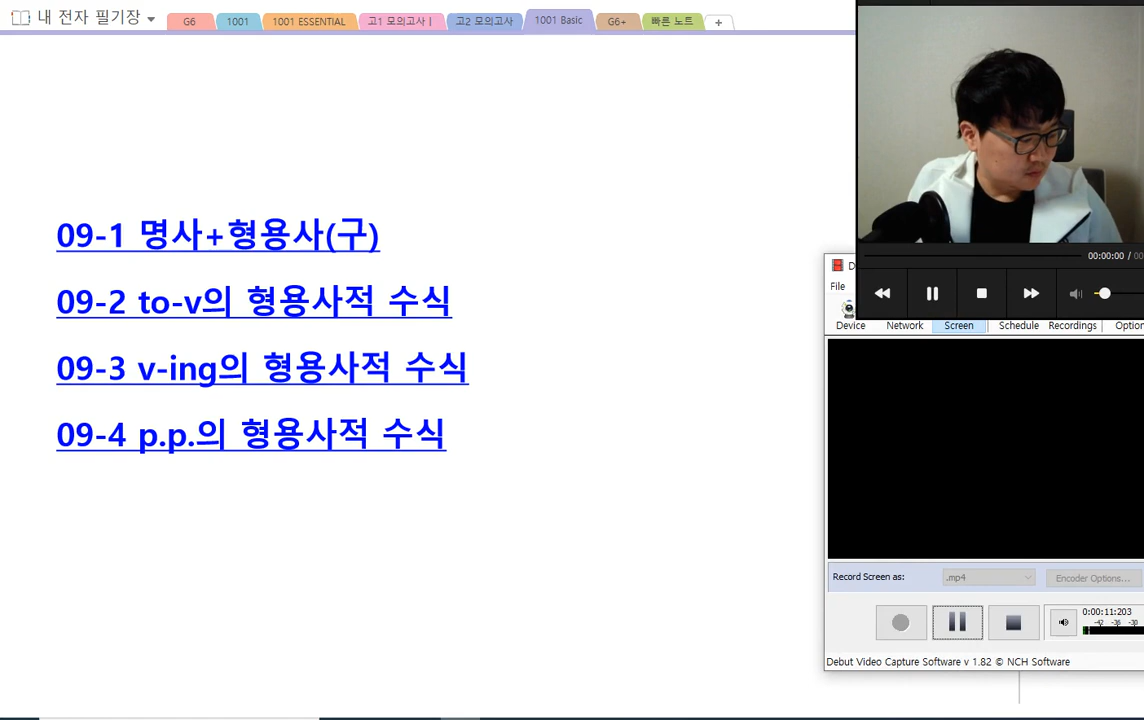 내 전자 필기장
G6
1001
1001 ESSENTIAL
고1 모의고사 |
고2 모의고사
1001 Basic
G6+
빠른 노트
+
09-1 명사+형용사(구)
09-2 to-v의 형용사적 수식
09-3 v-ing의 형용사적 수식
09-4 p.p.의 형용사적 수식
00:00:00 / 00
D
File
Device
Network
Screen
Schedule
Recordings
Option
Record Screen as:
.mp4
Encoder Options...
0:00:11:203
-42 -36 -30
Debut Video Capture Software v 1.82 © NCH Software